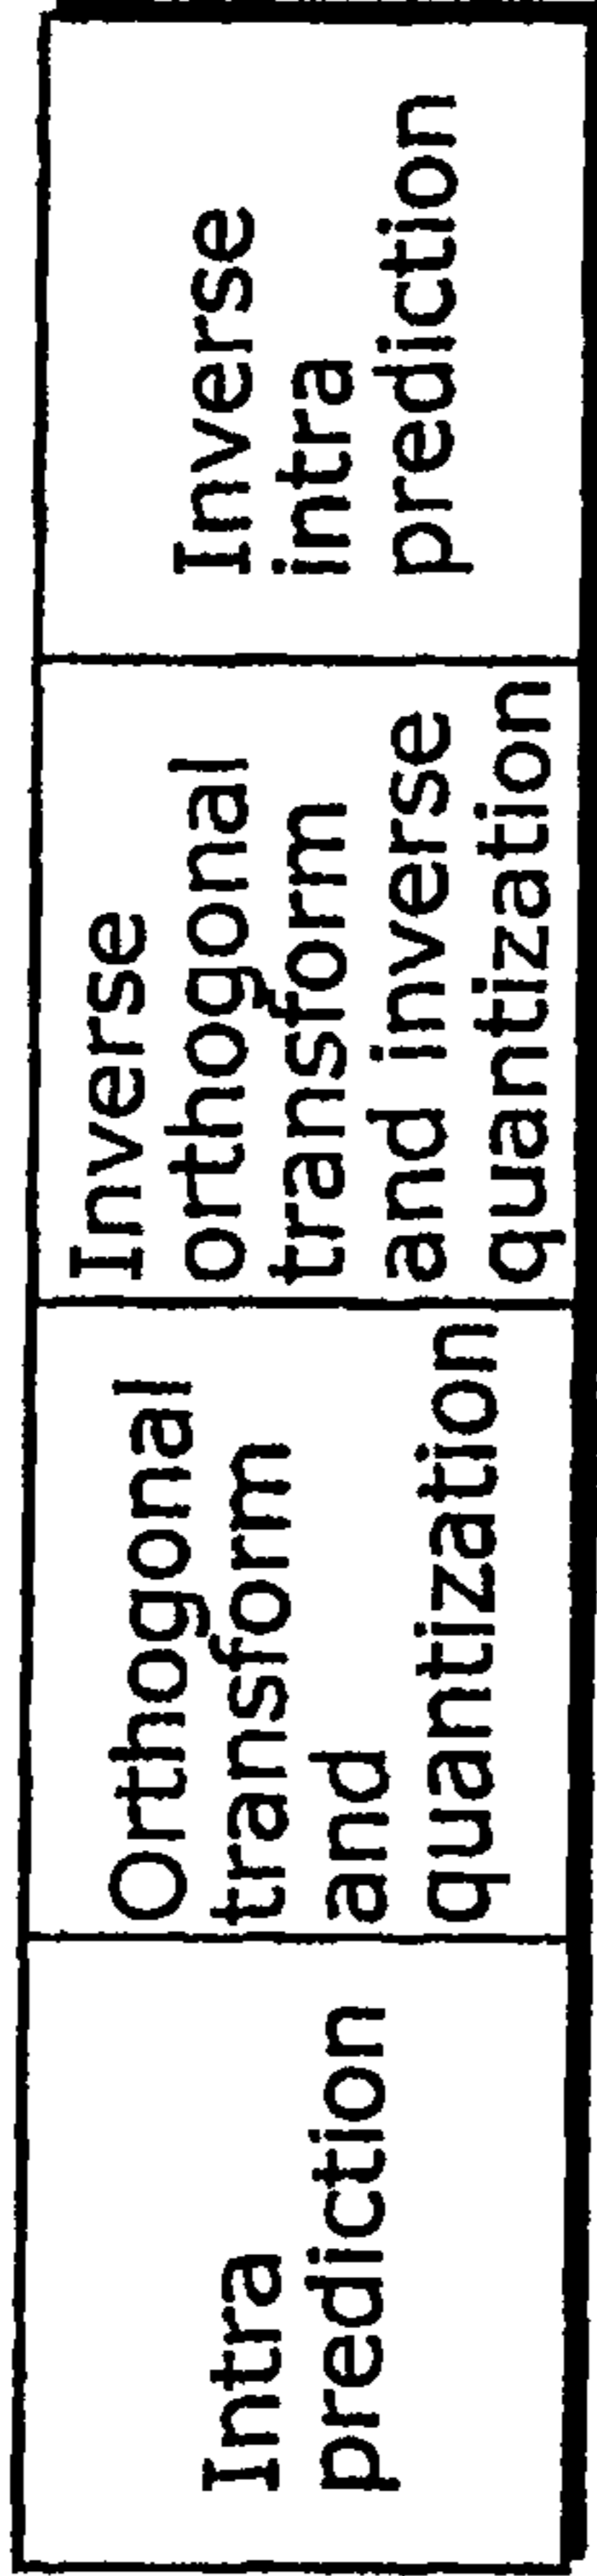 Intra
prediction
Orthogonal
transform
and
quantization
Inverse
orthogonal
transform
and inverse
quantization
Inverse
intra
prediction